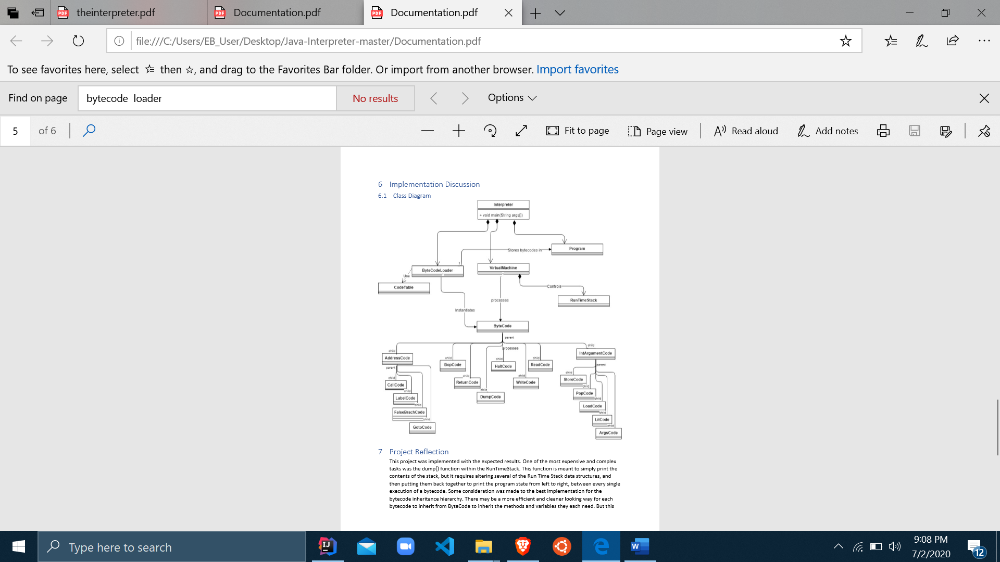 theinterpreter.pdf
Documentation.pdf
Documentation.pdf
file:///C:/Users/EB_User/Desktop/Java-Interpreter-master/Documentation.pdf
To see favorites here, select then , and drag to the Favorites Bar folder. Or import from another browser. Import favorites
Find on page
bytecode  loader
No results
Options
5 of 6
Fit to page
Page view
Read aloud
Add notes
6 Implementation Discussion
6.1 Class Diagram
Interpreter
+ void main(String args[])
Program
Stores bytecodes in
1
ByteCodeLoader
VirtualMachine
Use
CodeTable
Controls
RunTimeStack
processes
Instantiates
ByteCode
parent
processes
child
AddressCode
parent
child
CallCode
child
LabelCode
child
FalseBrachCode
child
GotoCode
child
BopCode
child
ReturnCode
child
DumpCode
child
HaltCode
child
WriteCode
ReadCode
child
IntArgumentCode
parent
child
StoreCode
child
PopCode
child
LoadCode
child
LitCode
child
ArgsCode
7 Project Reflection
This project was implemented with the expected results. One of the most expensive and complex
tasks was the dump() function within the RunTimeStack. This function is meant to simply print the
contents of the stack, but it requires altering several of the Run Time Stack data structures, and
then putting them back together to print the program state from left to right, between every single
execution of a bytecode. Some consideration was made to the best implementation for the
bytecode inheritance hierarchy. There may be a more efficient and cleaner looking way for each
bytecode to inherit from ByteCode to inherit the methods and variables they each need. But this
Type here to search
9:08 PM
7/2/2020
12